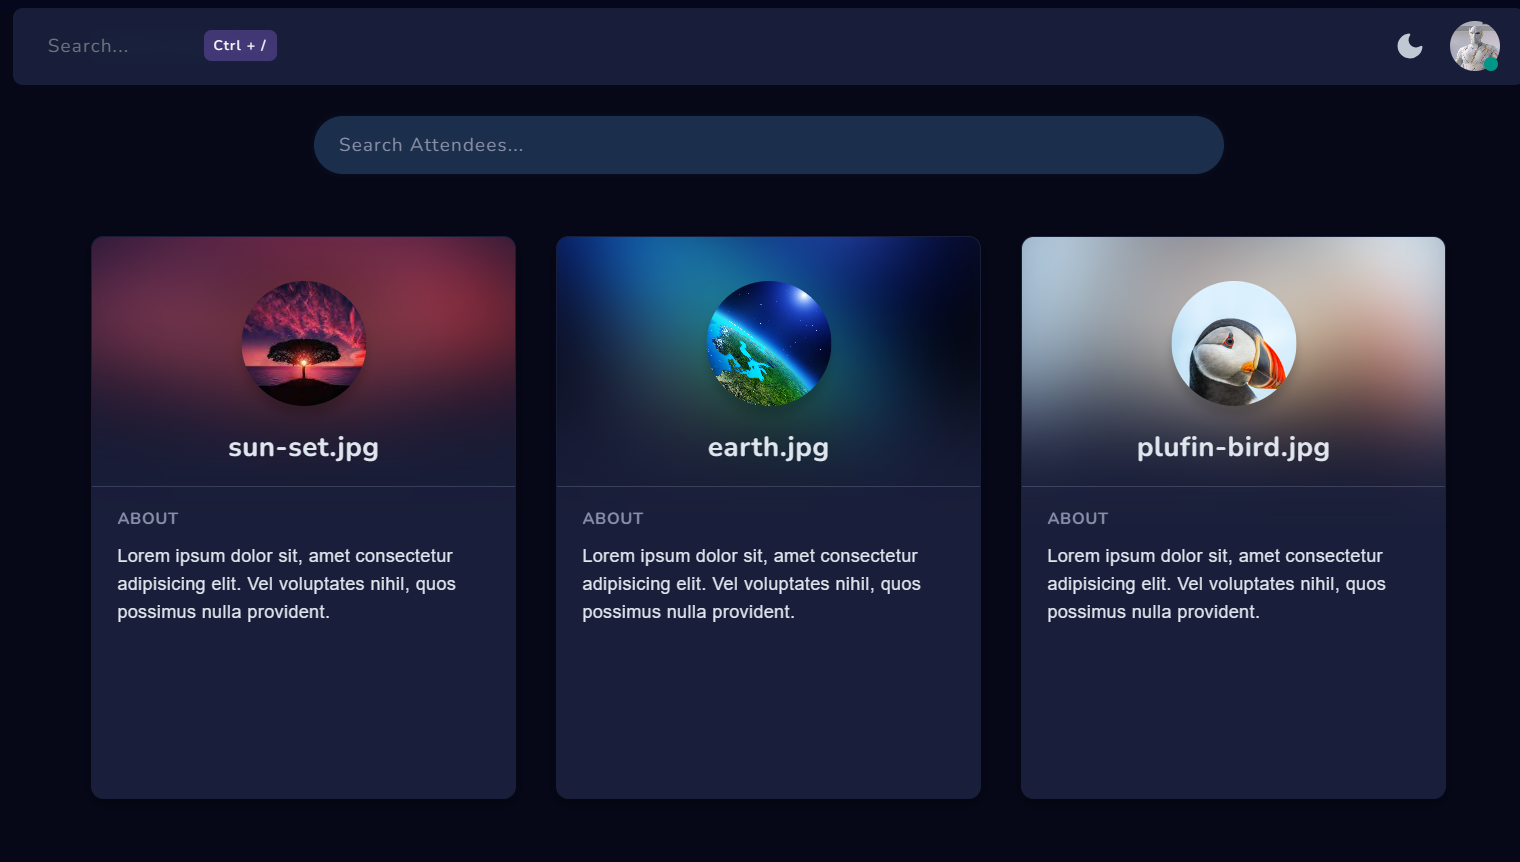 Search...
Ctrl + /
Search Attendees...
sun-set.jpg
ABOUT
Lorem ipsum dolor sit, amet consectetur
adipisicing elit. Vel voluptates nihil, quos
possimus nulla provident.
earth.jpg
ABOUT
Lorem ipsum dolor sit, amet consectetur
adipisicing elit. Vel voluptates nihil, quos
possimus nulla provident.
plufin-bird.jpg
ABOUT
Lorem ipsum dolor sit, amet consectetur
adipisicing elit. Vel voluptates nihil, quos
possimus nulla provident.